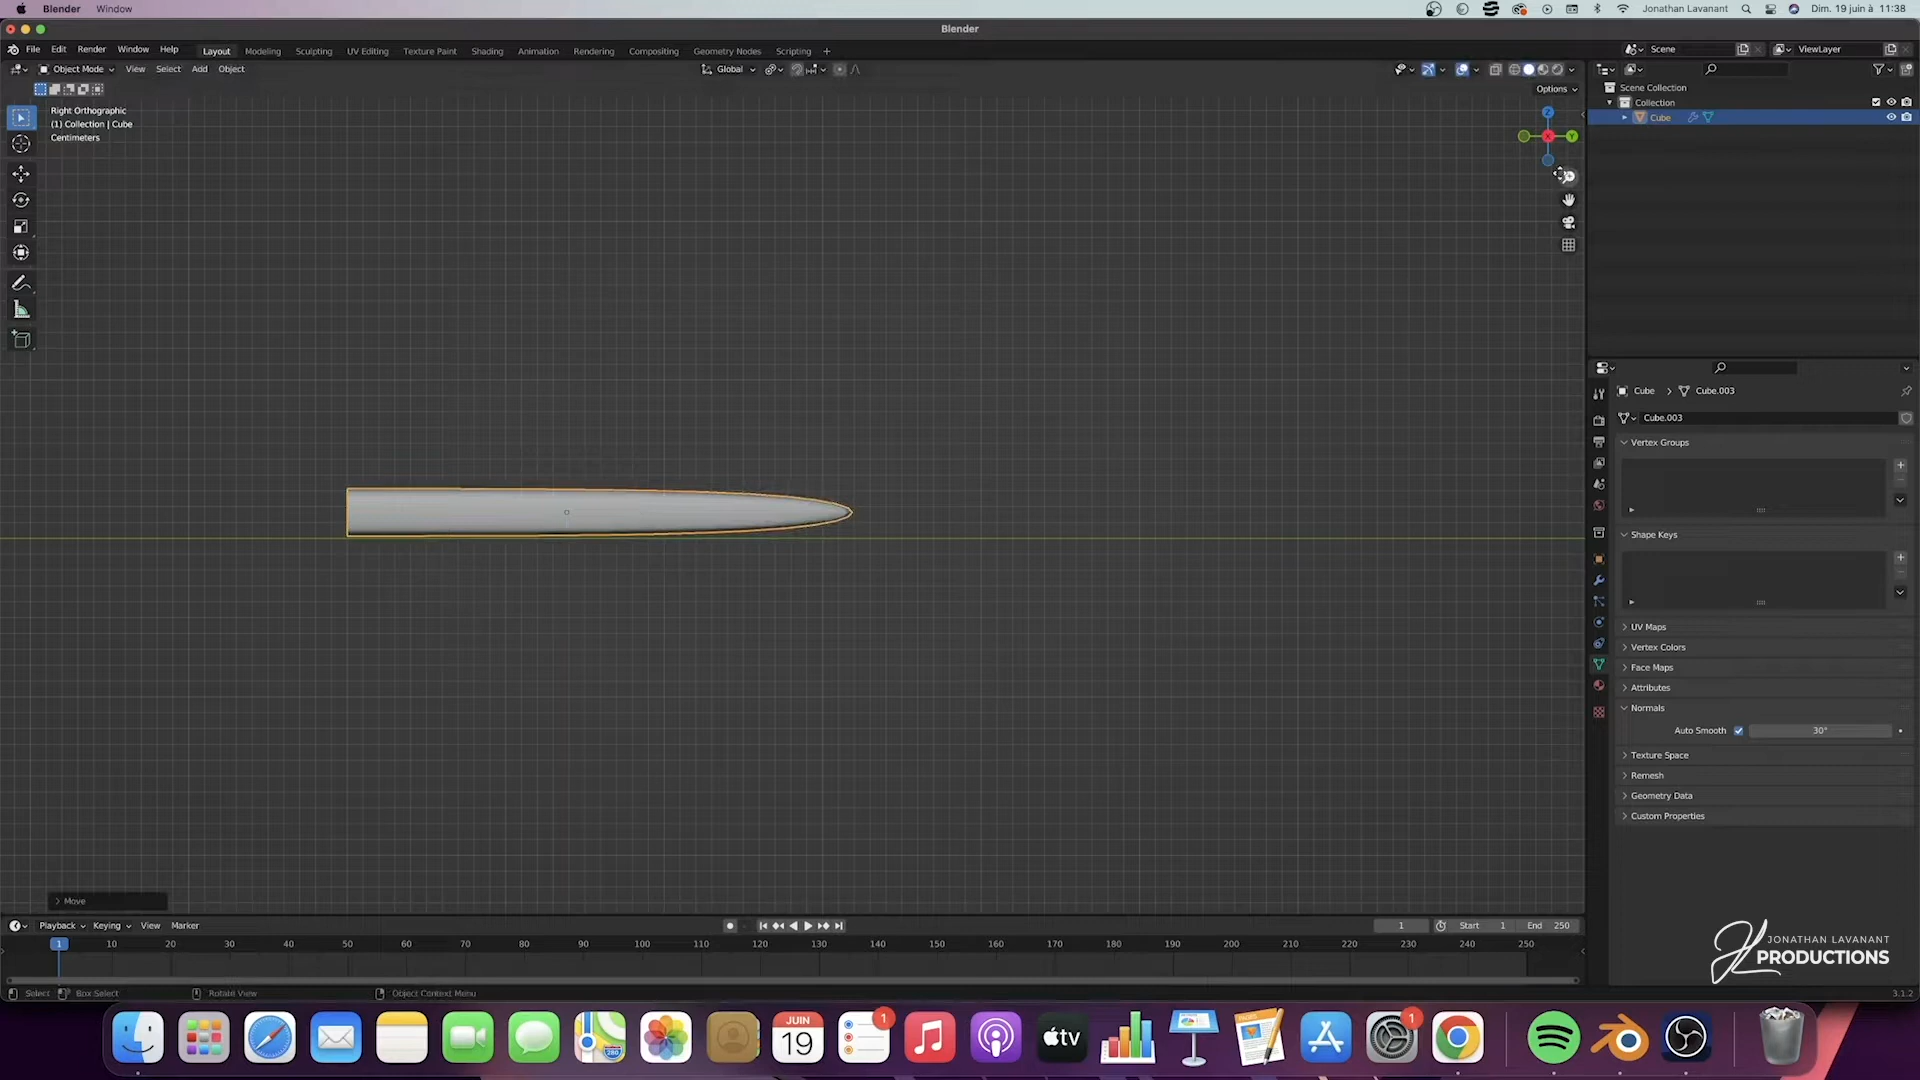 Blender Window Jonathan Lavanant Dim. 19 juin à 11:38
Blender
File Edit Render Window Help Layout Modeling Sculpting UV Editing Texture Paint Shading Animation Rendering Compositing Geometry Nodes Scripting + Scene ViewLayer
Object Mode View Select Add Object Global
Options
Right Orthographic
(1) Collection | Cube
Centimeters
Z
X
Y
Scene Collection
Collection
Cube
Cube > Cube.003
Cube.003
Vertex Groups
Shape Keys
UV Maps
Vertex Colors
Face Maps
Attributes
Normals
Auto Smooth 30°
Texture Space
Remesh
Geometry Data
Custom Properties
> Move
Playback Keying View Marker 1 Start 1 End 250
1 10 20 30 40 50 60 70 80 90 100 110 120 130 140 150 160 170 180 190 200 210 220 230 240 250
Select Box Select Rotate View Object Context Menu 3.1.2
JL JONATHAN LAVANANT
PRODUCTIONS
JUIN
19
1
280
tv
PAGES
1